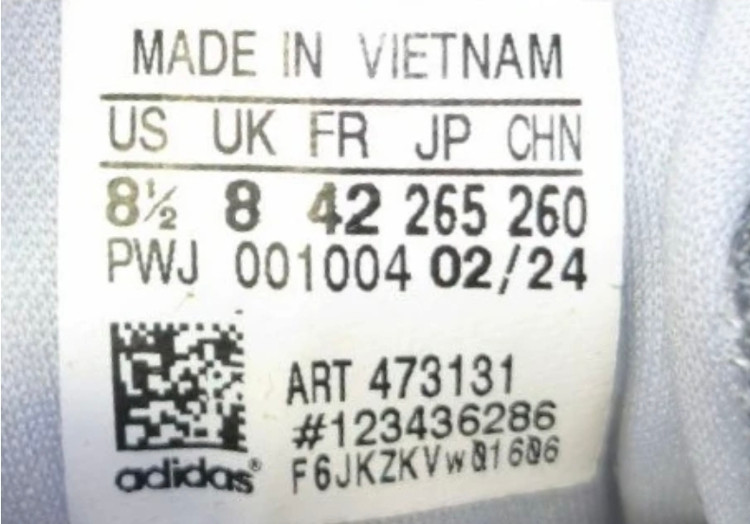 MADE IN VIETNAM
US UK FR JP CHN
8½ 8 42 265 260
PWJ 001004 02/24
ART 473131
#123436286
adidas®